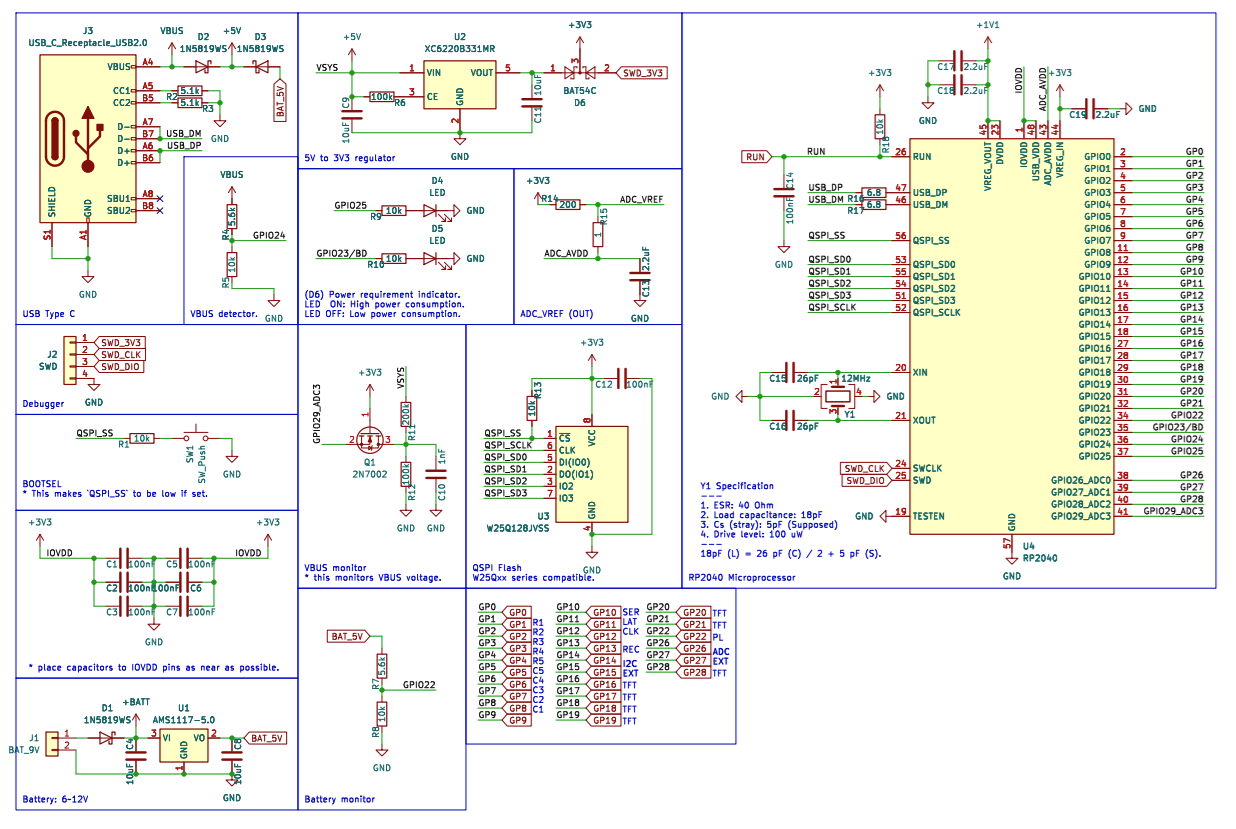 J3
USB_C_Receptacle_USB2.0
VBUS
D2
1N5819WS
+5V
D3
1N5819WS
VBUS
A4
CC1
A5
5.1k
R2
CC2
B5
5.1k
R3
GND
BAT_5V
D-
A7
D-
B7
USB_DM
D+
A6
USB_DP
D+
B6
SBU1
A8
SBU2
B8
SHIELD
GND
S1
A1
GND
USB Type C
VBUS
5.6k
R4
GPIO24
10k
R5
GND
VBUS detector.
+5V
VSYS
U2
XC6220B331MR
1
VIN
VOUT
5
3
CE
GND
2
100k
R6
C9
10uF
GND
10uF
C11
+3V3
1
3
2
SWD_3V3
BAT54C
D6
5V to 3V3 regulator
D4
LED
GPIO25
R9
10k
GND
D5
LED
GPIO23/BD
R10
10k
GND
(D6) Power requirement indicator.
LED  ON: High power consumption.
LED OFF: Low power consumption.
+3V3
R14
200
ADC_VREF
R15
1
ADC_AVDD
2.2uF
C13
GND
ADC_VREF (OUT)
J2
SWD
1
SWD_3V3
2
SWD_CLK
3
SWD_DIO
4
GND
Debugger
QSPI_SS
R1
10k
SW1
SW_Push
GND
BOOTSEL
* This makes `QSPI_SS` to be low if set.
+3V3
+3V3
IOVDD
IOVDD
C1
100nF
C5
100nF
C2
100nF
100nF
C6
C3
100nF
C7
100nF
GND
* place capacitors to IOVDD pins as near as possible.
J1
BAT_9V
1
2
D1
1N5819WS
+BATT
U1
AMS1117-5.0
3
VI
VO
2
GND
1
C4
10uF
C8
10uF
BAT_5V
GND
Battery: 6-12V
GPIO29_ADC3
+3V3
1
2
3
Q1
2N7002
VSYS
200k
R11
100k
R12
1nF
C10
GND
GND
VBUS monitor
* this monitors VBUS voltage.
+3V3
R13
10k
C12
100nF
QSPI_SS
1
CS
QSPI_SCLK
6
CLK
QSPI_SD0
5
DI(IO0)
QSPI_SD1
2
DO(IO1)
QSPI_SD2
3
IO2
QSPI_SD3
7
IO3
8
VCC
GND
4
U3
W25Q128JVSS
GND
QSPI Flash
W25Qxx series compatible.
BAT_5V
5.6k
R7
GPIO22
10k
R8
GND
Battery monitor
GP0
GP0
GP1
GP1
R1
GP2
GP2
R2
GP3
GP3
R3
GP4
GP4
R4
GP5
GP5
R5
GP6
GP6
C5
GP7
GP7
C4
GP8
GP8
C3
GP9
GP9
C2
C1
GP10
GP10
SER
GP11
GP11
LAT
GP12
GP12
CLK
GP13
GP13
REC
GP14
GP14
I2C
GP15
GP15
EXT
GP16
GP16
TFT
GP17
GP17
TFT
GP18
GP18
TFT
GP19
GP19
TFT
GP20
GP20
TFT
GP21
GP21
TFT
GP22
GP22
PL
GP26
GP26
ADC
GP27
GP27
EXT
GP28
GP28
TFT
+1V1
C17
2.2uF
C18
2.2uF
GND
IOVDD
ADC_AVDD
+3V3
C19
2.2uF
GND
+3V3
10k
R18
RUN
RUN
C14
100nF
GND
45
23
1
48
43
44
VREG_VOUT
DVDD
IOVDD
USB_VDD
ADC_AVDD
VREG_IN
26
RUN
USB_DP
R16
6.8
47
USB_DP
USB_DM
R17
6.8
46
USB_DM
QSPI_SS
56
QSPI_SS
QSPI_SD0
53
QSPI_SD0
QSPI_SD1
55
QSPI_SD1
QSPI_SD2
54
QSPI_SD2
QSPI_SD3
51
QSPI_SD3
QSPI_SCLK
52
QSPI_SCLK
C15
26pF
12MHz
20
XIN
GND
2
1
3
4
GND
Y1
C16
26pF
21
XOUT
SWD_CLK
24
SWCLK
SWD_DIO
25
SWD
GND
19
TESTEN
GND
57
GND
U4
RP2040
GPIO0 2 GP0
GPIO1 3 GP1
GPIO2 4 GP2
GPIO3 5 GP3
GPIO4 6 GP4
GPIO5 7 GP5
GPIO6 8 GP6
GPIO7 9 GP7
GPIO8 11 GP8
GPIO9 12 GP9
GPIO10 13 GP10
GPIO11 14 GP11
GPIO12 15 GP12
GPIO13 16 GP13
GPIO14 17 GP14
GPIO15 18 GP15
GPIO16 27 GP16
GPIO17 28 GP17
GPIO18 29 GP18
GPIO19 30 GP19
GPIO20 31 GP20
GPIO21 32 GP21
GPIO22 34 GPIO22
GPIO23 35 GPIO23/BD
GPIO24 36 GPIO24
GPIO25 37 GPIO25
GPIO26_ADC0 38 GP26
GPIO27_ADC1 39 GP27
GPIO28_ADC2 40 GP28
GPIO29_ADC3 41 GPIO29_ADC3
Y1 Specification
---
1. ESR: 40 Ohm
2. Load capacitance: 18pF
3. Cs (stray): 5pF (Supposed)
4. Drive level: 100 uW
---
18pF (L) = 26 pF (C) / 2 + 5 pF (S).
RP2040 Microprocessor